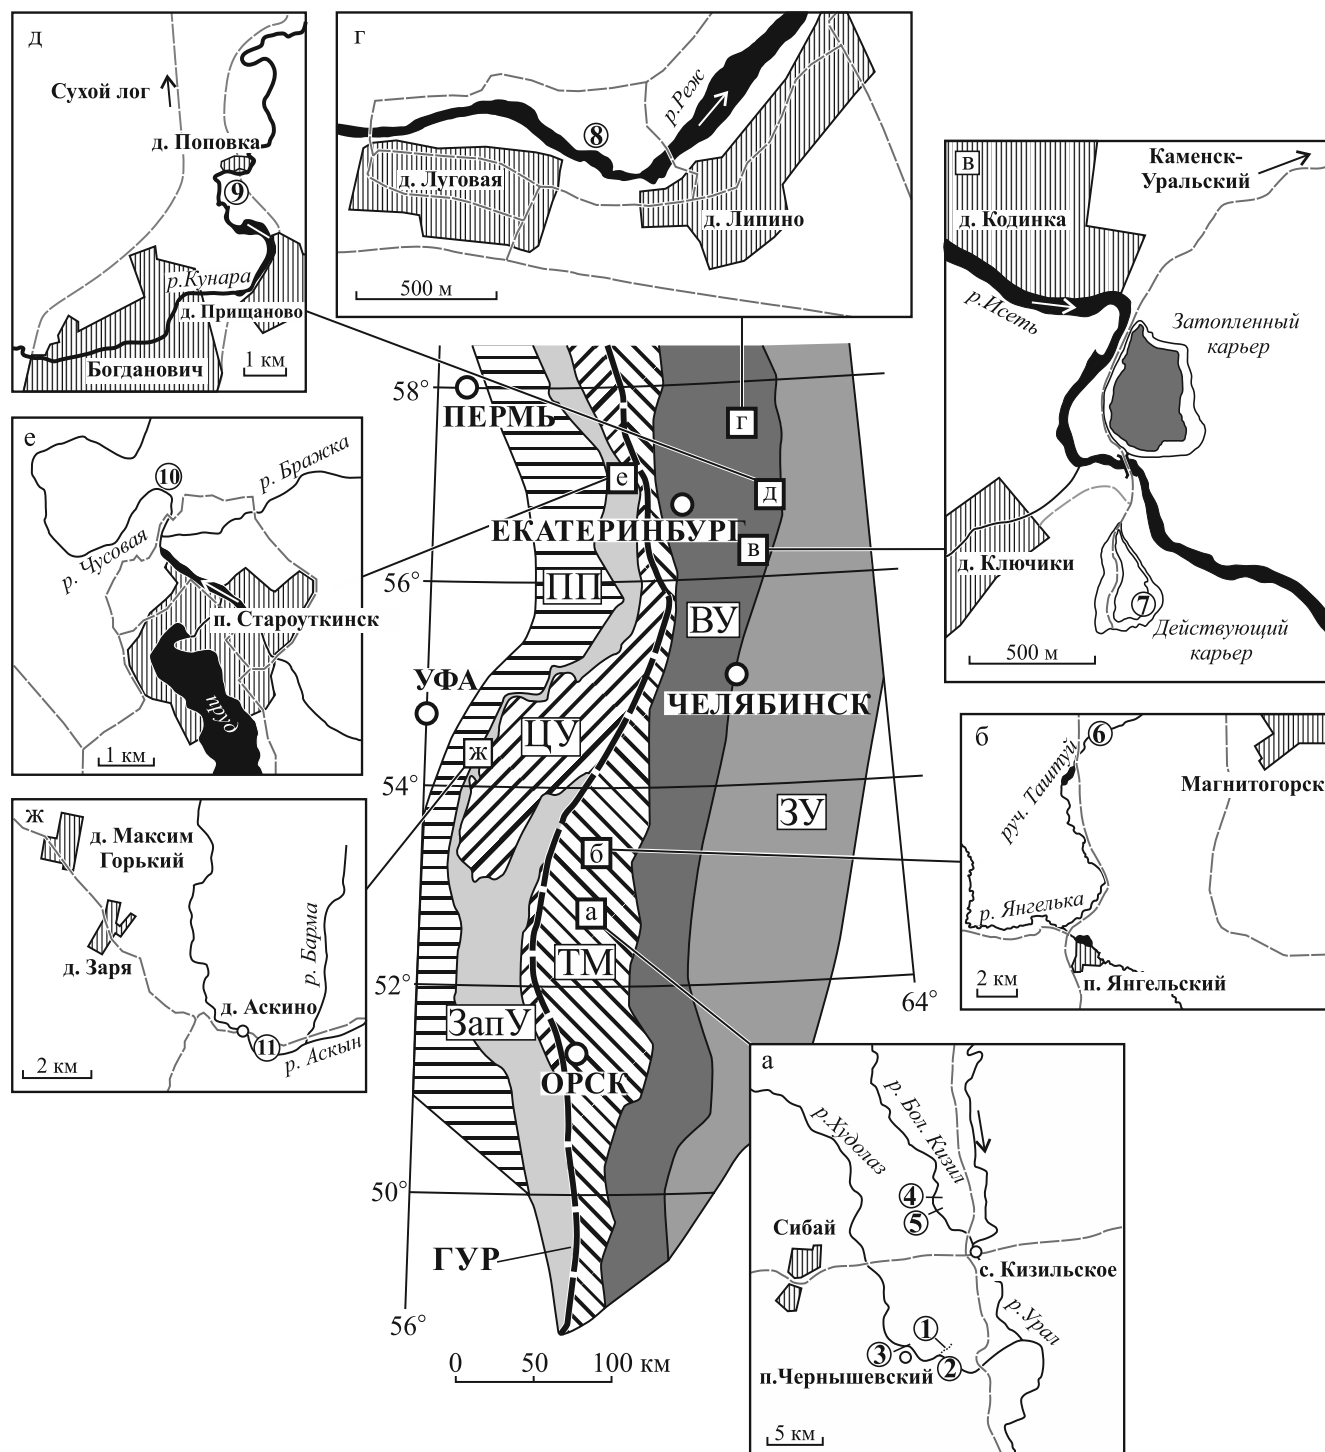 д
Сухой лог
д. Поповка
9
р.Кунара
д. Прищаново
Богданович
1 км
г
р.Реж
8
д. Луговая
д. Липино
500 м
в
Каменск-
Уральский
д. Кодинка
р.Исеть
Затопленный
карьер
д. Ключики
7
Действующий
карьер
500 м
е
10
р. Бражка
р. Чусовая
п. Староуткинск
пруд
1 км
58°
ПЕРМЬ
г
е
д
ЕКАТЕРИНБУРГ
в
56°
ПП
ВУ
УФА
ЧЕЛЯБИНСК
ЦУ
ж
54°
ЗУ
б
а
ТМ
52°
64°
ЗапУ
ОРСК
50°
ГУР
56°
0 50 100 км
б
6
руч. Таштуй
Магнитогорск
р. Янгелька
2 км
п. Янгельский
ж
д. Максим
Горький
д. Заря
р. Барма
д. Аскино
11
р. Аскын
2 км
а
р.Худолаз
р. Бол. Кизил
4
5
Сибай
с. Кизильское
р.Урал
1
3
2
п.Чернышевский
5 км